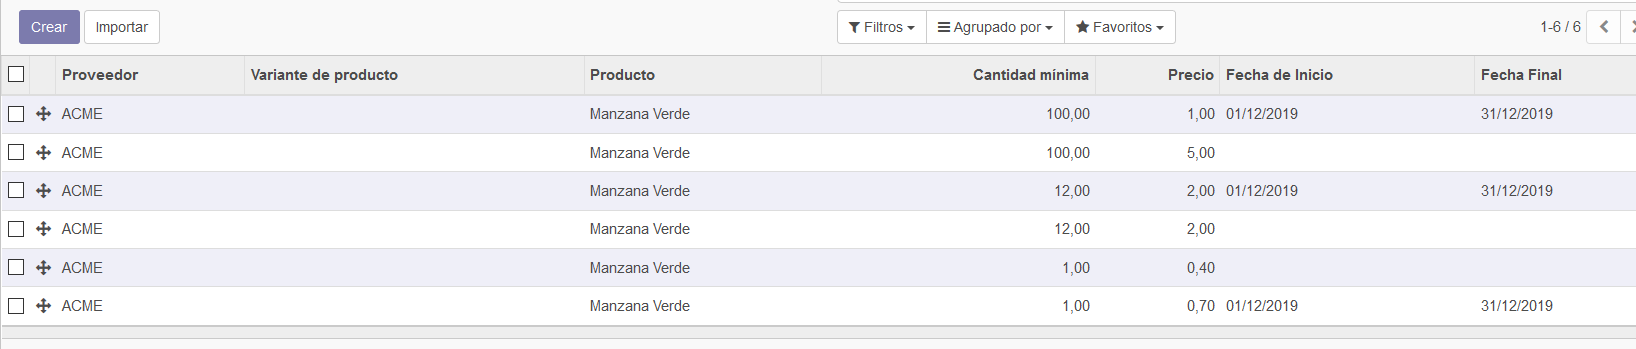 Crear Importar Filtros Agrupado por Favoritos 1-6 / 6
Proveedor Variante de producto Producto Cantidad mínima Precio Fecha de Inicio Fecha Final
ACME Manzana Verde 100,00 1,00 01/12/2019 31/12/2019
ACME Manzana Verde 100,00 5,00
ACME Manzana Verde 12,00 2,00 01/12/2019 31/12/2019
ACME Manzana Verde 12,00 2,00
ACME Manzana Verde 1,00 0,40
ACME Manzana Verde 1,00 0,70 01/12/2019 31/12/2019